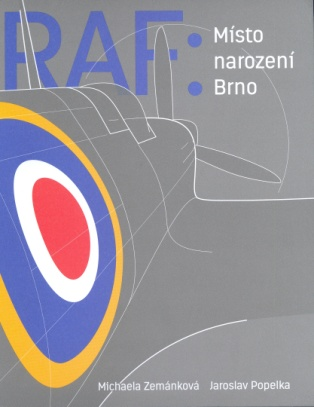 RAF:
Místo
narození
Brno
Michaela Zemánková Jaroslav Popelka